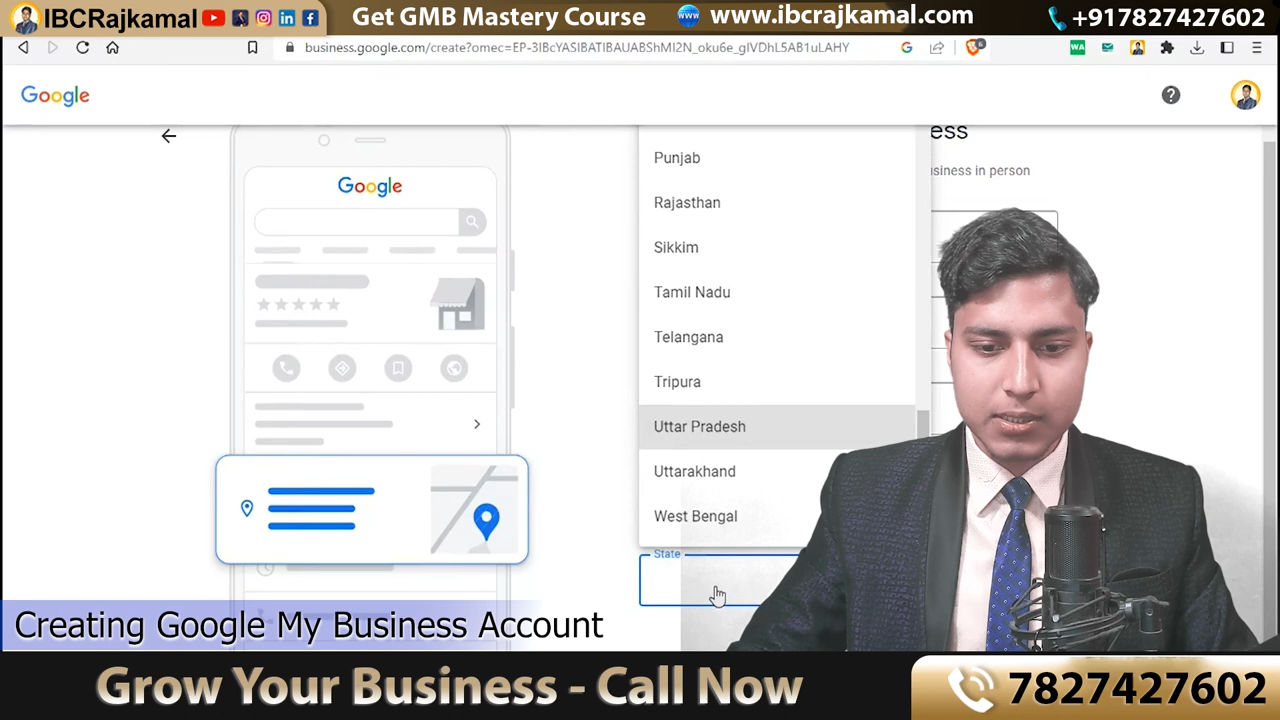 IBCRajkamal
Get GMB Mastery Course
www.ibcRajkamal.com
+917827427602
business.google.com/create?omec=EP-3IBcYASIBATIBAUABShMI2N_oku6e_gIVDhL5AB1uLAHY
Google
ess
usiness in person
Google
Punjab
Rajasthan
Sikkim
Tamil Nadu
Telangana
Tripura
Uttar Pradesh
Uttarakhand
West Bengal
State
Creating Google My Business Account
Grow Your Business - Call Now
7827427602